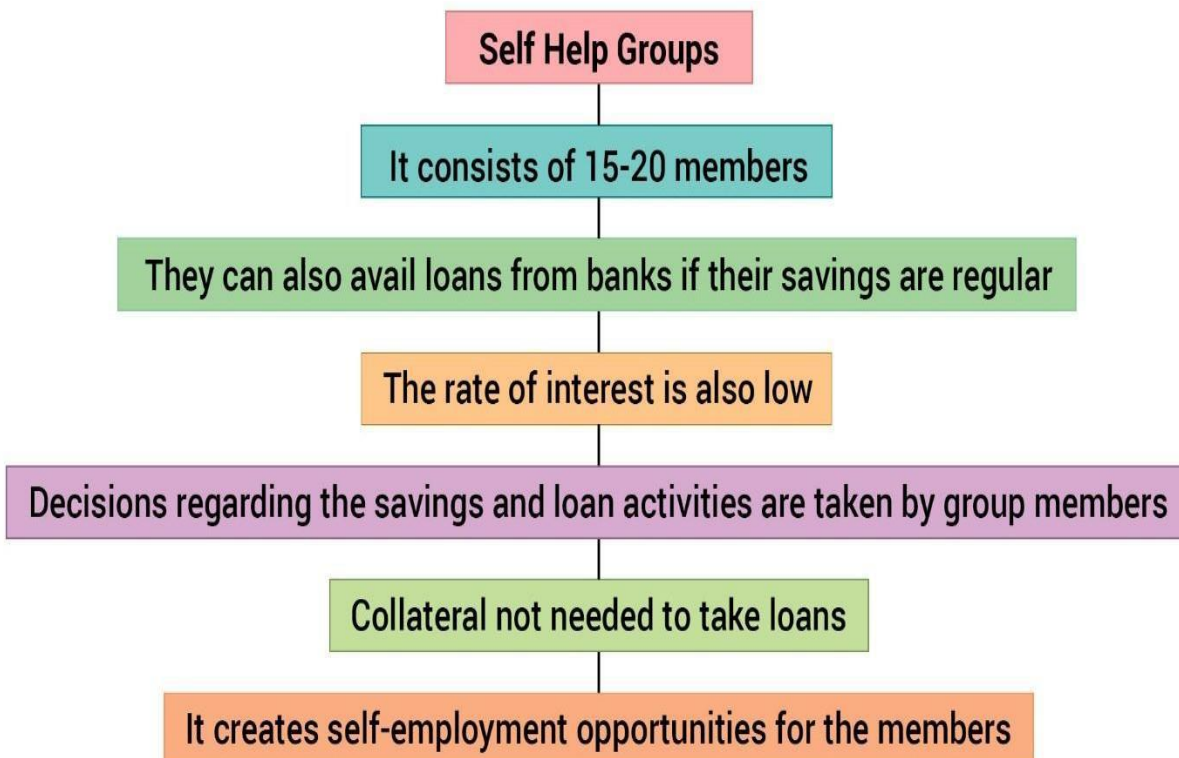 Self Help Groups
It consists of 15-20 members
They can also avail loans from banks if their savings are regular
The rate of interest is also low
Decisions regarding the savings and loan activities are taken by group members
Collateral not needed to take loans
It creates self-employment opportunities for the members